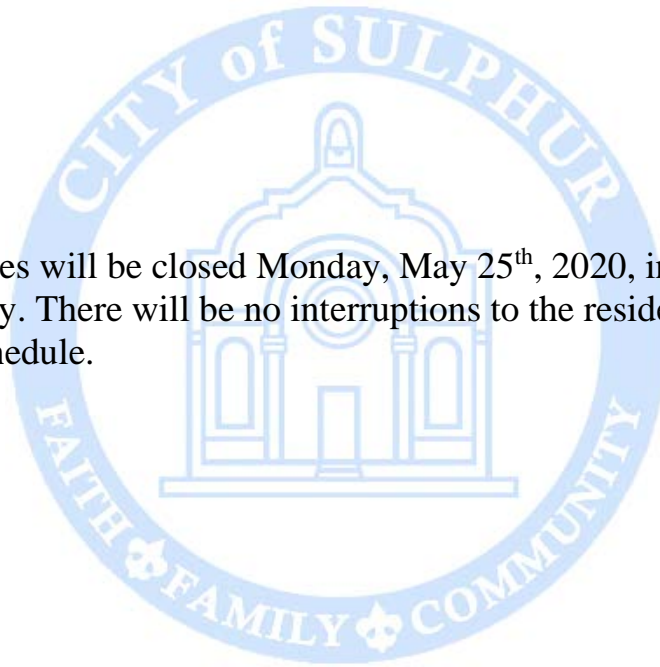 CITY of SULPHUR
es will be closed Monday, May 25th, 2020, in
y. There will be no interruptions to the reside
hedule.
FAITH FAMILY COMMUNITY